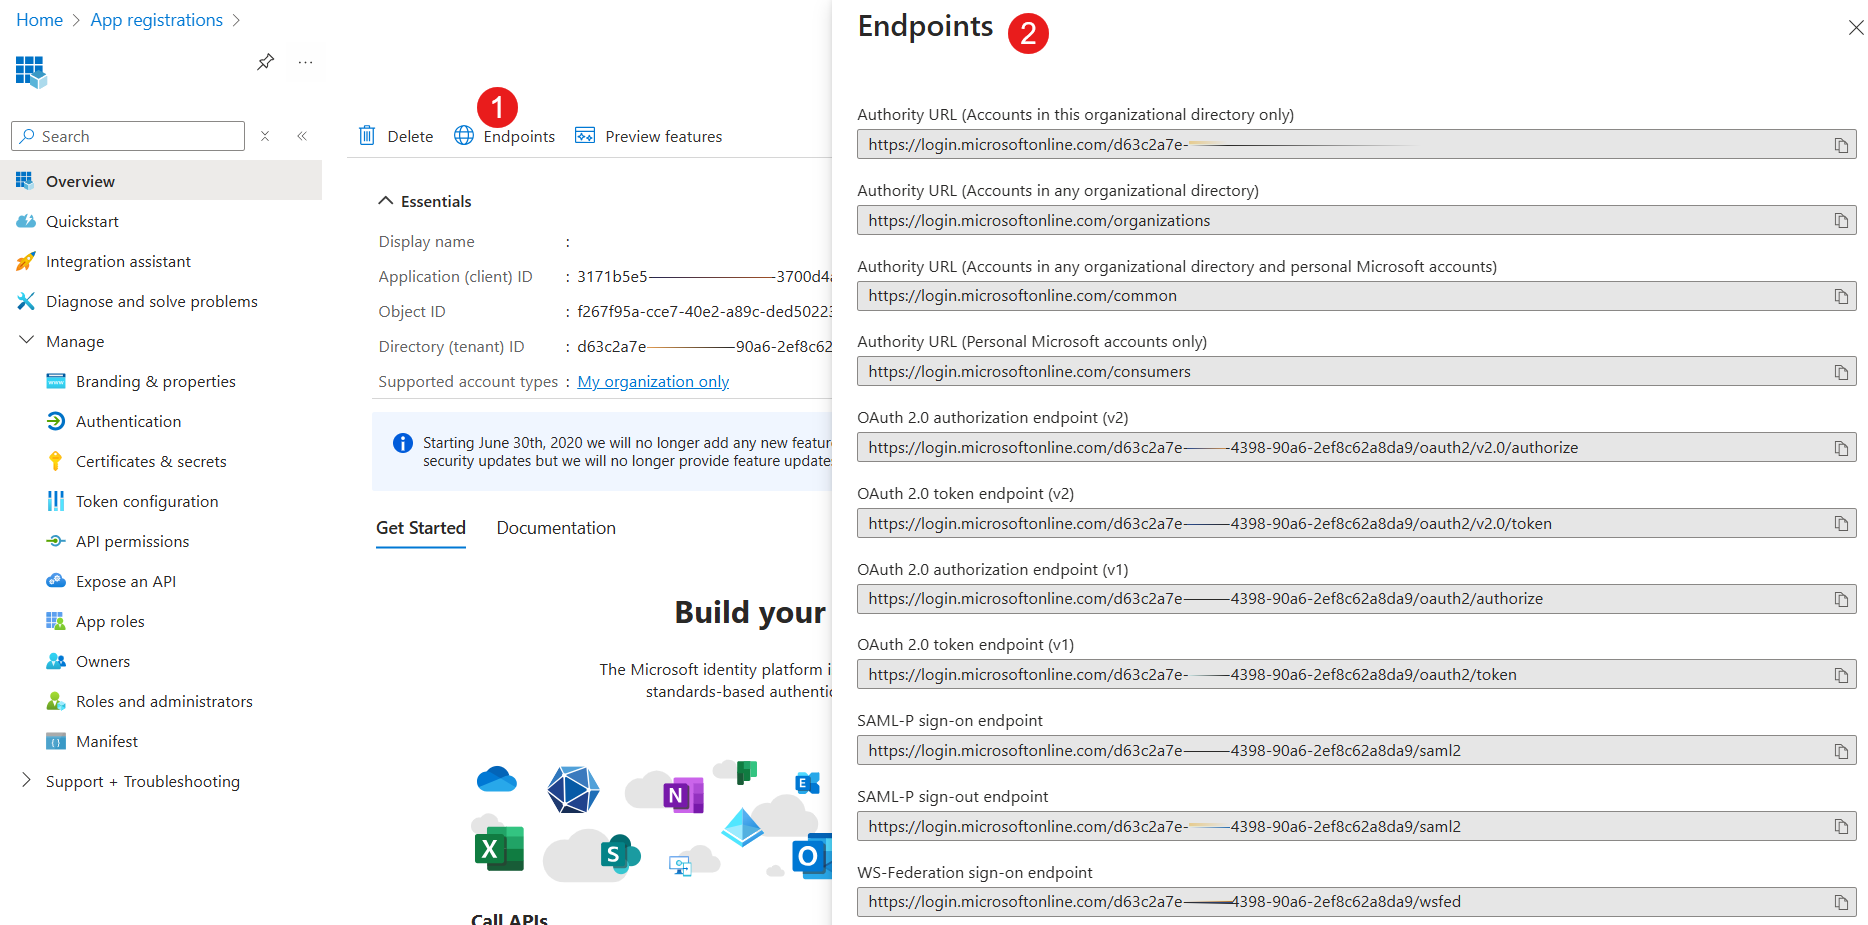 Home > App registrations >
Search
Overview
Quickstart
Integration assistant
Diagnose and solve problems
Manage
Branding & properties
Authentication
Certificates & secrets
Token configuration
API permissions
Expose an API
App roles
Owners
Roles and administrators
Manifest
Support + Troubleshooting
1
Delete Endpoints Preview features
Essentials
Display name :
Application (client) ID : 3171b5e5 -3700d4a
Object ID : f267f95a-cce7-40e2-a89c-ded50223
Directory (tenant) ID : d63c2a7e 90a6-2ef8c62
Supported account types : My organization only
Starting June 30th, 2020 we will no longer add any new featur
security updates but we will no longer provide feature update
Get Started Documentation
Build your
The Microsoft identity platform i
standards-based authentic
N
E
X
S
O
Call APIs
Endpoints 2
Authority URL (Accounts in this organizational directory only)
https://login.microsoftonline.com/d63c2a7e-
Authority URL (Accounts in any organizational directory)
https://login.microsoftonline.com/organizations
Authority URL (Accounts in any organizational directory and personal Microsoft accounts)
https://login.microsoftonline.com/common
Authority URL (Personal Microsoft accounts only)
https://login.microsoftonline.com/consumers
OAuth 2.0 authorization endpoint (v2)
https://login.microsoftonline.com/d63c2a7e -4398-90a6-2ef8c62a8da9/oauth2/v2.0/authorize
OAuth 2.0 token endpoint (v2)
https://login.microsoftonline.com/d63c2a7e 4398-90a6-2ef8c62a8da9/oauth2/v2.0/token
OAuth 2.0 authorization endpoint (v1)
https://login.microsoftonline.com/d63c2a7e 4398-90a6-2ef8c62a8da9/oauth2/authorize
OAuth 2.0 token endpoint (v1)
https://login.microsoftonline.com/d63c2a7e- 4398-90a6-2ef8c62a8da9/oauth2/token
SAML-P sign-on endpoint
https://login.microsoftonline.com/d63c2a7e 4398-90a6-2ef8c62a8da9/saml2
SAML-P sign-out endpoint
https://login.microsoftonline.com/d63c2a7e- 4398-90a6-2ef8c62a8da9/saml2
WS-Federation sign-on endpoint
https://login.microsoftonline.com/d63c2a7e 4398-90a6-2ef8c62a8da9/wsfed